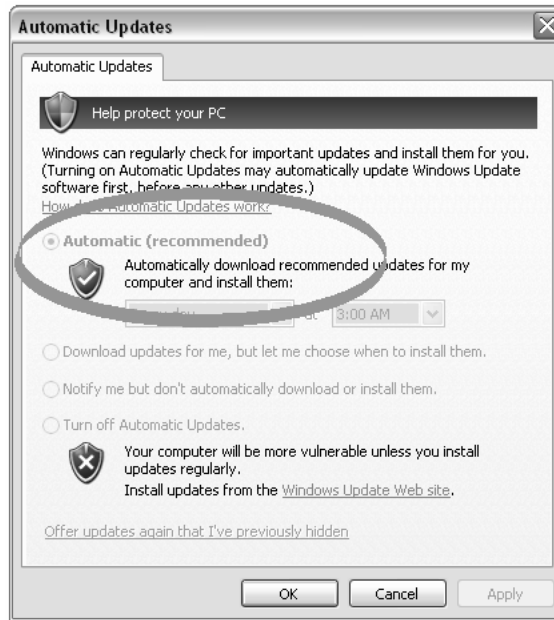 Automatic Updates
Automatic Updates
Help protect your PC
Windows can regularly check for important updates and install them for you.
(Turning on Automatic Updates may automatically update Windows Update
software first, before any other updates.)
How does Automatic Updates work?
Automatic (recommended)
Automatically download recommended updates for my
computer and install them:
day at 3:00 AM
Download updates for me, but let me choose when to install them.
Notify me but don't automatically download or install them.
Turn off Automatic Updates.
Your computer will be more vulnerable unless you install
updates regularly.
Install updates from the Windows Update Web site.
Offer updates again that I've previously hidden
OK Cancel Apply